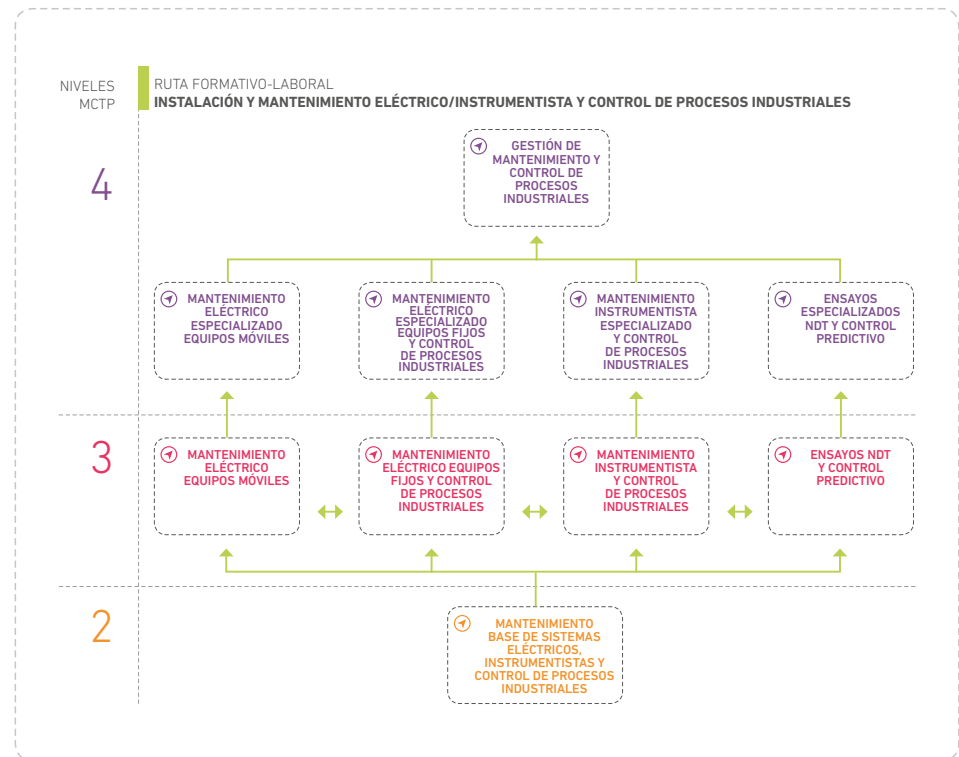 NIVELES
MCTP
RUTA FORMATIVO-LABORAL
INSTALACIÓN Y MANTENIMIENTO ELÉCTRICO/INSTRUMENTISTA Y CONTROL DE PROCESOS INDUSTRIALES
4
GESTIÓN DE
MANTENIMIENTO Y
CONTROL DE
PROCESOS
INDUSTRIALES
MANTENIMIENTO
ELÉCTRICO
ESPECIALIZADO
EQUIPOS MÓVILES
MANTENIMIENTO
ELÉCTRICO
ESPECIALIZADO
EQUIPOS FIJOS
Y CONTROL
DE PROCESOS
INDUSTRIALES
MANTENIMIENTO
INSTRUMENTISTA
ESPECIALIZADO
Y CONTROL
DE PROCESOS
INDUSTRIALES
ENSAYOS
ESPECIALIZADOS
NDT Y CONTROL
PREDICTIVO
3
MANTENIMIENTO
ELÉCTRICO
EQUIPOS MÓVILES
MANTENIMIENTO
ELÉCTRICO EQUIPOS
FIJOS Y CONTROL
DE PROCESOS
INDUSTRIALES
MANTENIMIENTO
INSTRUMENTISTA
Y CONTROL
DE PROCESOS
INDUSTRIALES
ENSAYOS NDT
Y CONTROL
PREDICTIVO
2
MANTENIMIENTO
BASE DE SISTEMAS
ELÉCTRICOS,
INSTRUMENTISTAS Y
CONTROL DE PROCESOS
INDUSTRIALES